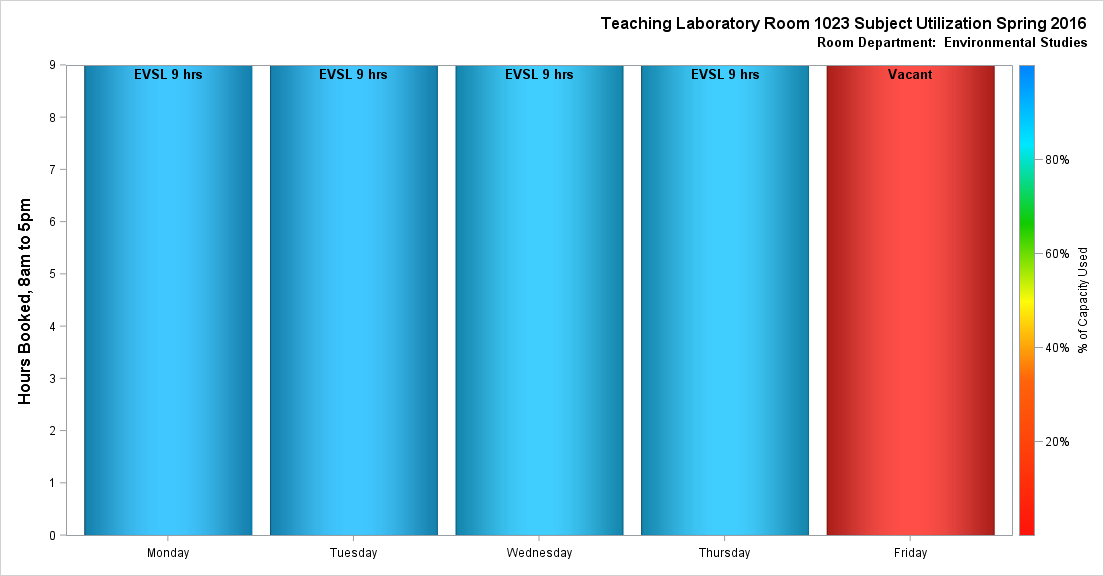 Teaching Laboratory Room 1023 Subject Utilization Spring 2016
Room Department:  Environmental Studies
EVSL 9 hrs
EVSL 9 hrs
EVSL 9 hrs
EVSL 9 hrs
Vacant
Hours Booked, 8am to 5pm
9
8
7
6
5
4
3
2
1
0
Monday
Tuesday
Wednesday
Thursday
Friday
80%
60%
40%
20%
% of Capacity Used